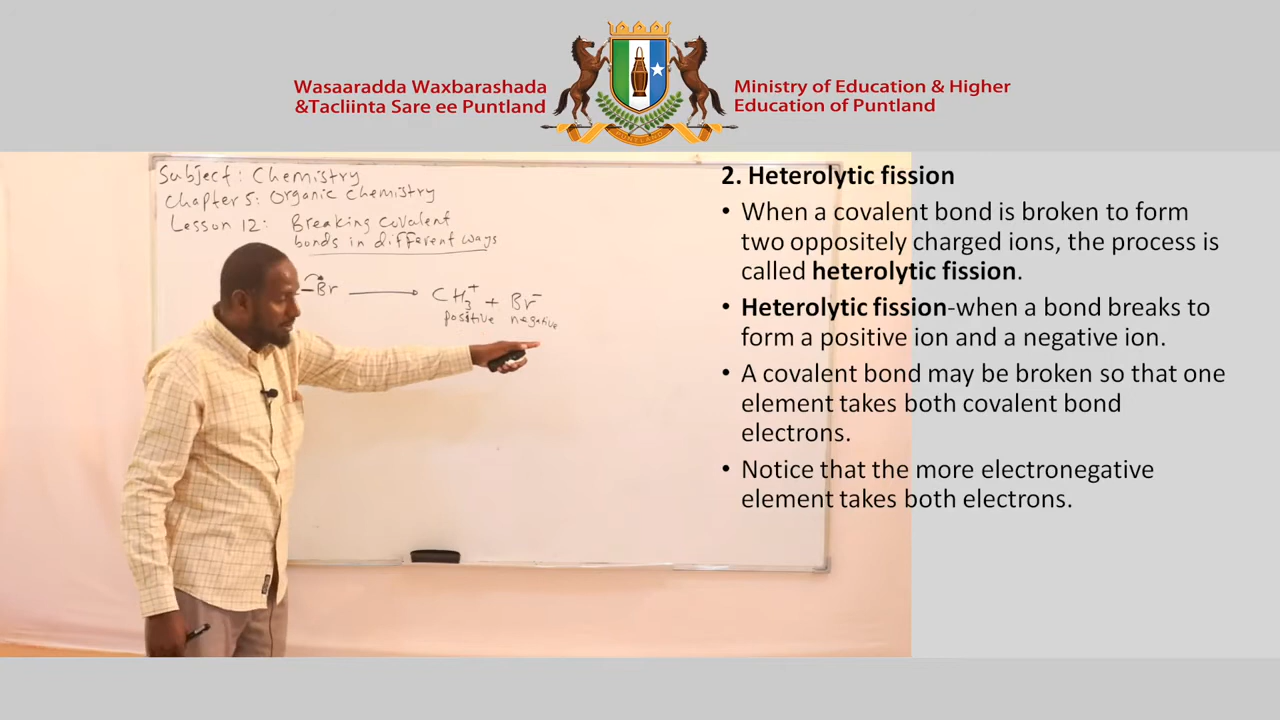 Wasaaradda Waxbarashada
&Tacliinta Sare ee Puntland
Ministry of Education & Higher
Education of Puntland
Subject: Chemistry
Chapter 5: Organic Chemistry
Lesson 12: Breaking Covalent
bonds in different ways
–Br ⟶ CH₃⁺ + Br⁻
positive negative
2. Heterolytic fission
• When a covalent bond is broken to form
two oppositely charged ions, the process is
called heterolytic fission.
• Heterolytic fission-when a bond breaks to
form a positive ion and a negative ion.
• A covalent bond may be broken so that one
element takes both covalent bond
electrons.
• Notice that the more electronegative
element takes both electrons.